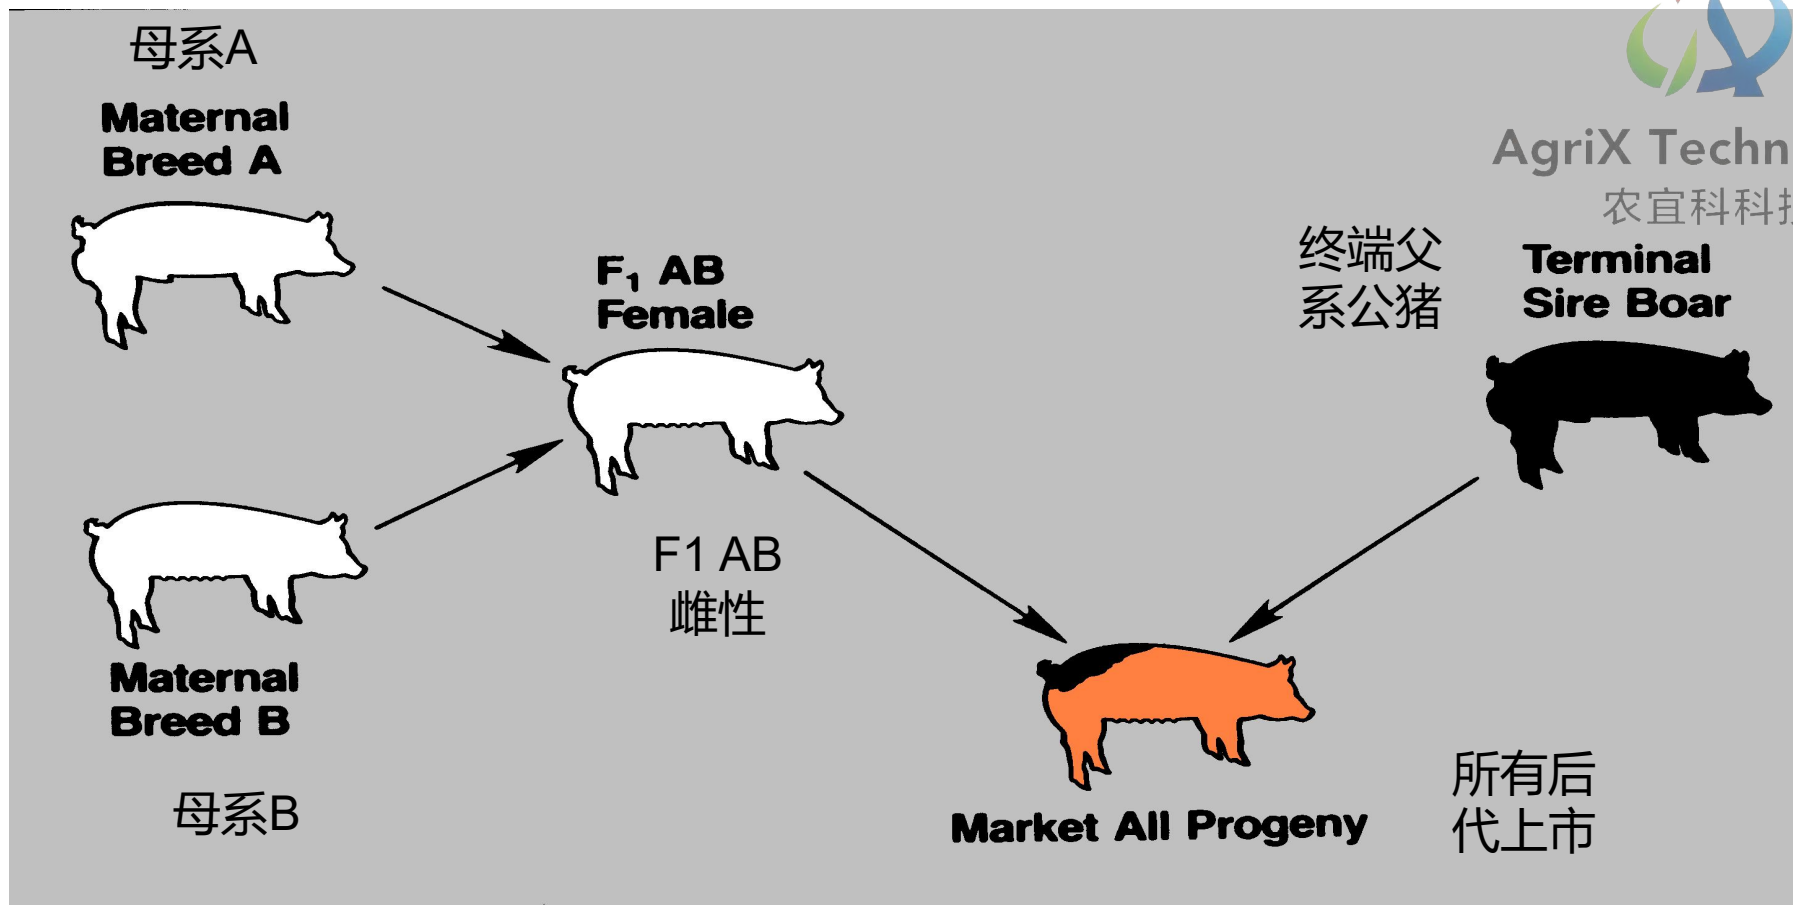 母系A
Maternal
Breed A
AgriX Techn
农宜科科
终端父
系公猪
Terminal
Sire Boar
F₁ AB
Female
F1 AB
雌性
Maternal
Breed B
母系B
Market All Progeny
所有后
代上市